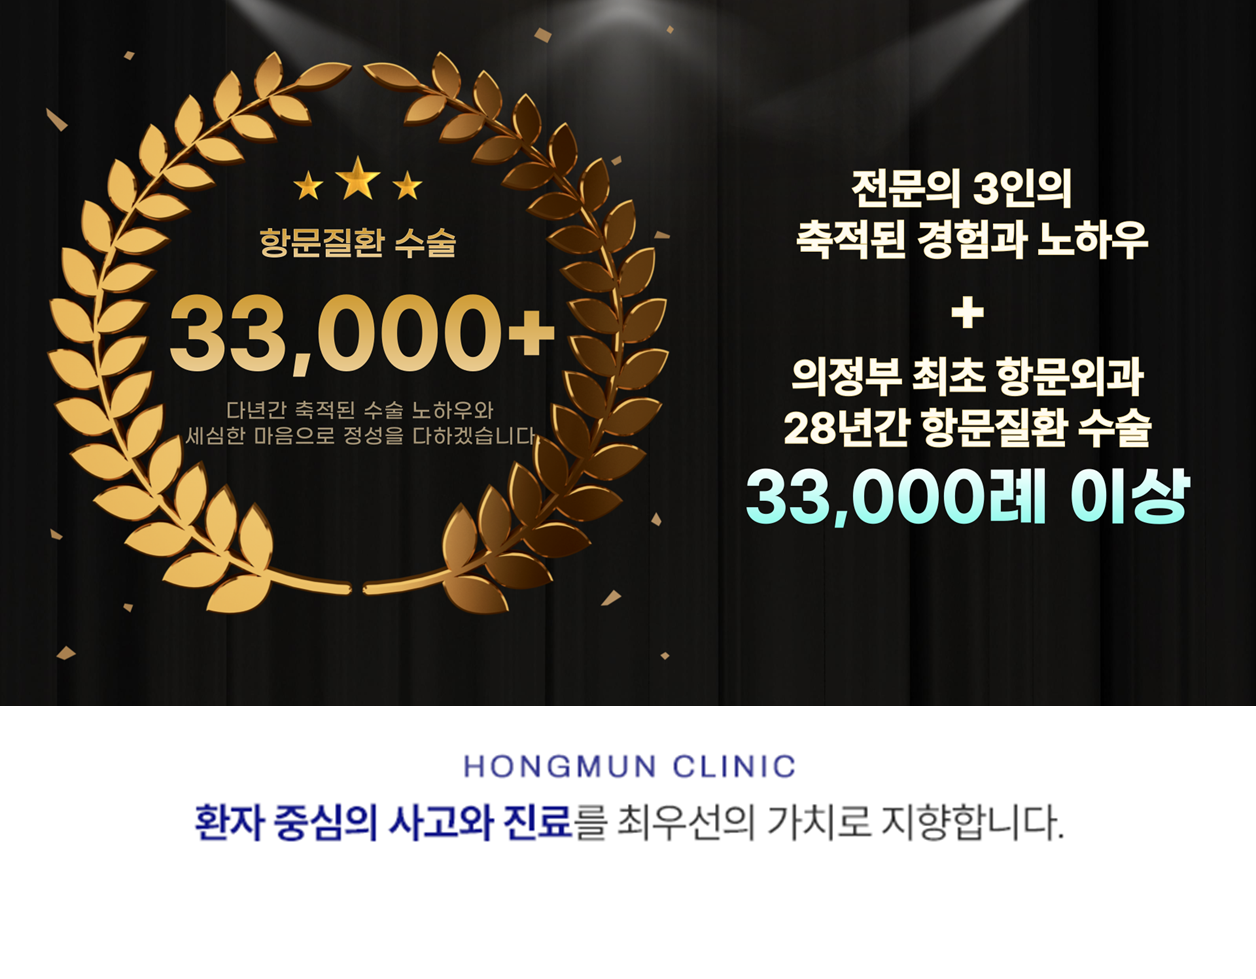 항문질환 수술
33,000+
다년간 축적된 수술 노하우와
세심한 마음으로 정성을 다하겠습니다.
전문의 3인의
축적된 경험과 노하우
+
의정부 최초 항문외과
28년간 항문질환 수술
33,000례 이상
HONGMUN CLINIC
환자 중심의 사고와 진료를 최우선의 가치로 지향합니다.